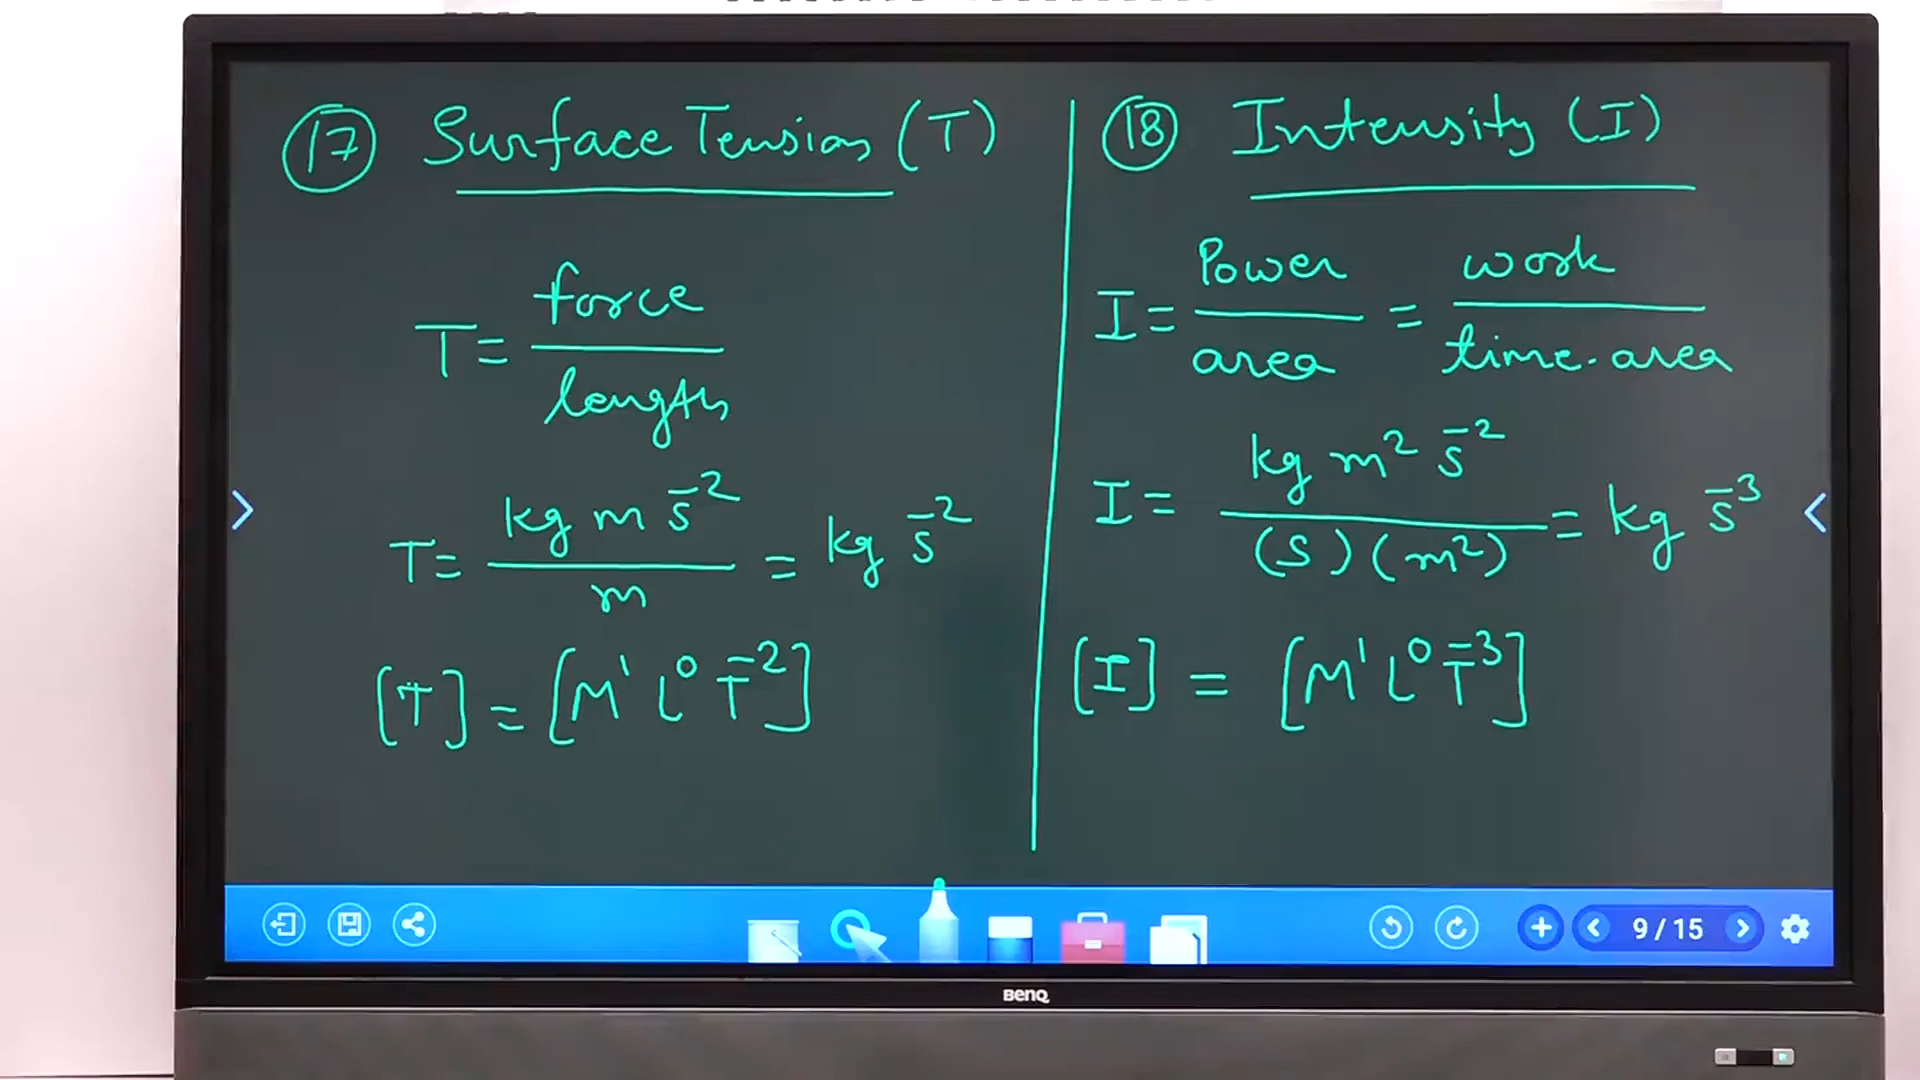 17 Surface Tension (T)
T = force / length
T = kg m s⁻² / m = kg s⁻²
[T] = [M¹ L⁰ T⁻²]
18 Intensity (I)
I = Power / area = work / time. area
I = kg m² s⁻² / (s) (m²) = kg s⁻³
[I] = [M¹ L⁰ T⁻³]
9 / 15
BenQ